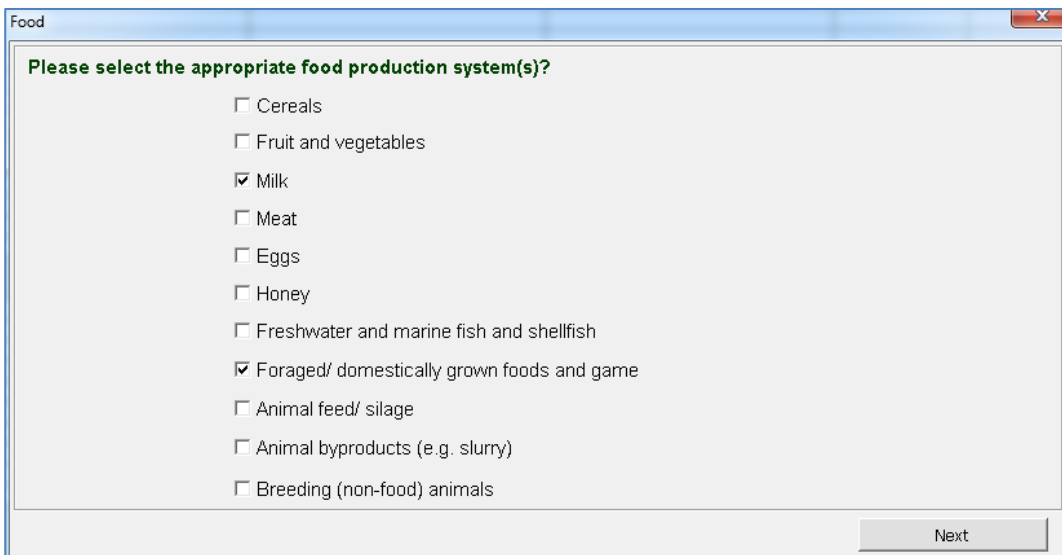 Food
Please select the appropriate food production system(s)?
Cereals
Fruit and vegetables
Milk
Meat
Eggs
Honey
Freshwater and marine fish and shellfish
Foraged/ domestically grown foods and game
Animal feed/ silage
Animal byproducts (e.g. slurry)
Breeding (non-food) animals
Next